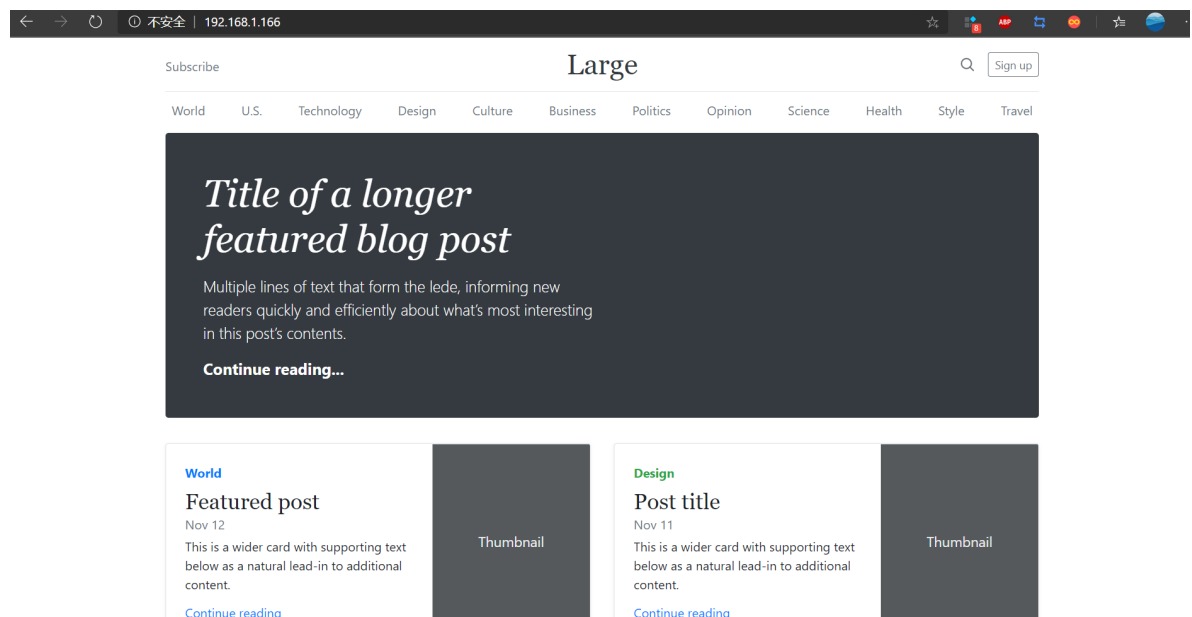 不安全 | 192.168.1.166
8
ABP
Subscribe
Large
Sign up
World U.S. Technology Design Culture Business Politics Opinion Science Health Style Travel
Title of a longer
featured blog post
Multiple lines of text that form the lede, informing new
readers quickly and efficiently about what’s most interesting
in this post’s contents.
Continue reading...
World
Featured post
Nov 12
This is a wider card with supporting text
below as a natural lead-in to additional
content.
Continue reading
Thumbnail
Design
Post title
Nov 11
This is a wider card with supporting text
below as a natural lead-in to additional
content.
Continue reading
Thumbnail